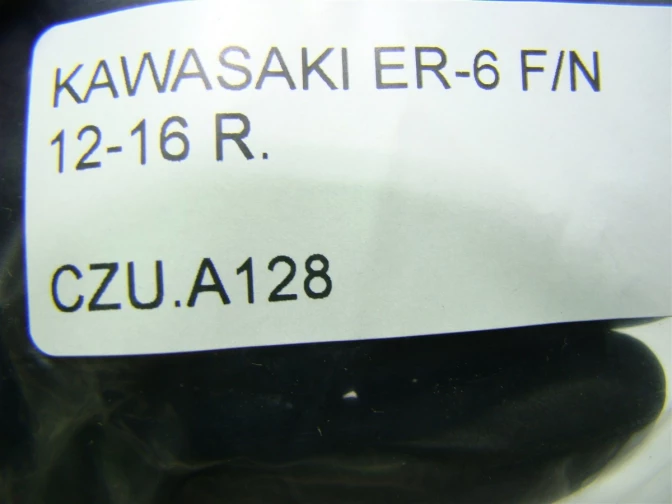 KAWASAKI ER-6 F/N
12-16 R.
CZU.A128